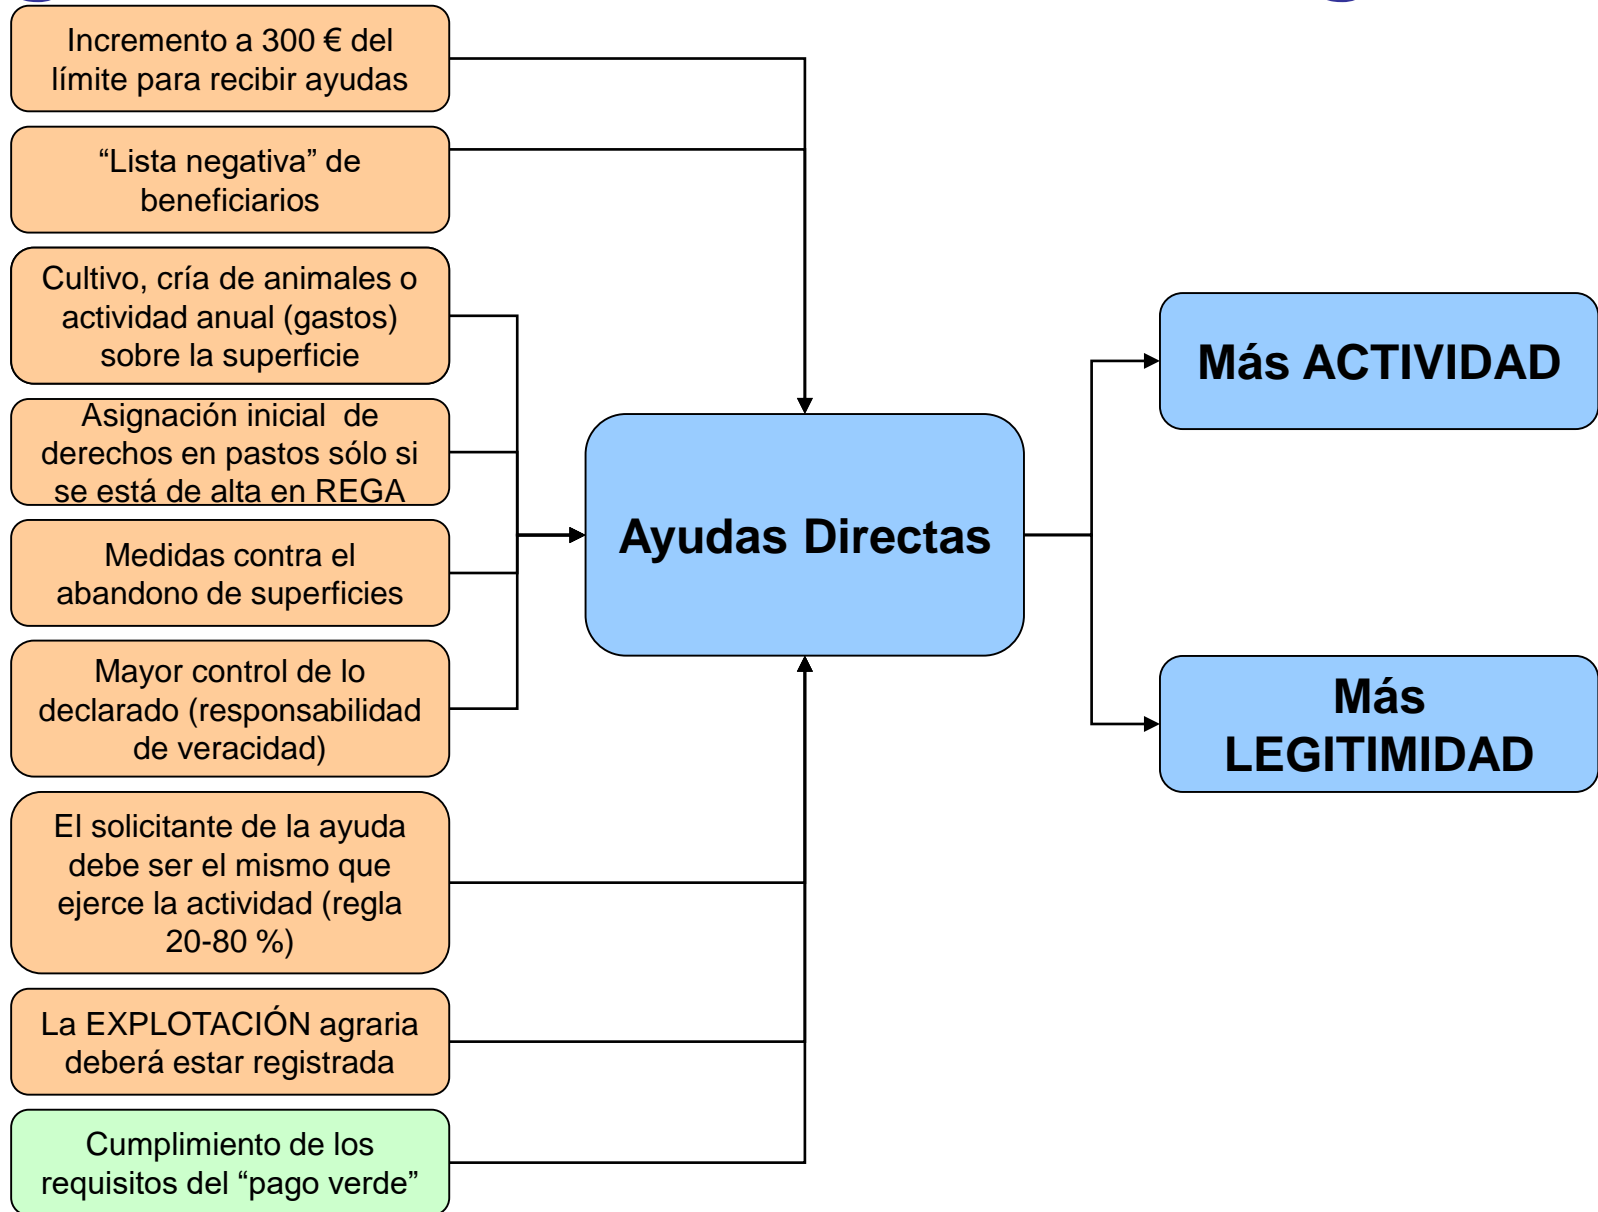 Incremento a 300 € del
límite para recibir ayudas
“Lista negativa” de
beneficiarios
Cultivo, cría de animales o
actividad anual (gastos)
sobre la superficie
Asignación inicial  de
derechos en pastos sólo si
se está de alta en REGA
Medidas contra el
abandono de superficies
Mayor control de lo
declarado (responsabilidad
de veracidad)
El solicitante de la ayuda
debe ser el mismo que
ejerce la actividad (regla
20-80 %)
La EXPLOTACIÓN agraria
deberá estar registrada
Cumplimiento de los
requisitos del “pago verde”
Ayudas Directas
Más ACTIVIDAD
Más
LEGITIMIDAD